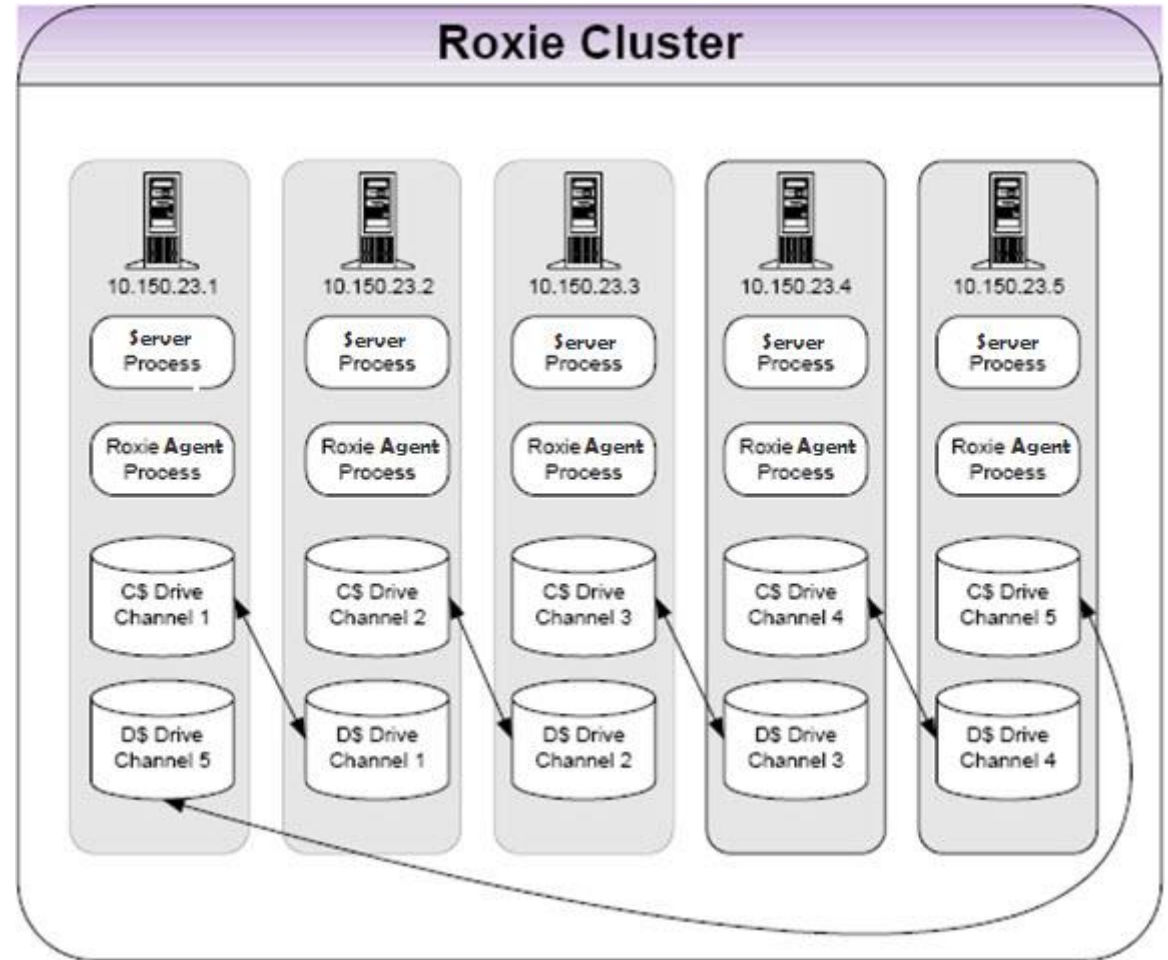 Roxie Cluster
10.150.23.1
Server
Process
Roxie Agent
Process
C$ Drive
Channel 1
D$ Drive
Channel 5
10.150.23.2
Server
Process
Roxie Agent
Process
C$ Drive
Channel 2
D$ Drive
Channel 1
10.150.23.3
Server
Process
Roxie Agent
Process
C$ Drive
Channel 3
D$ Drive
Channel 2
10.150.23.4
Server
Process
Roxie Agent
Process
C$ Drive
Channel 4
D$ Drive
Channel 3
10.150.23.5
Server
Process
Roxie Agent
Process
C$ Drive
Channel 5
D$ Drive
Channel 4